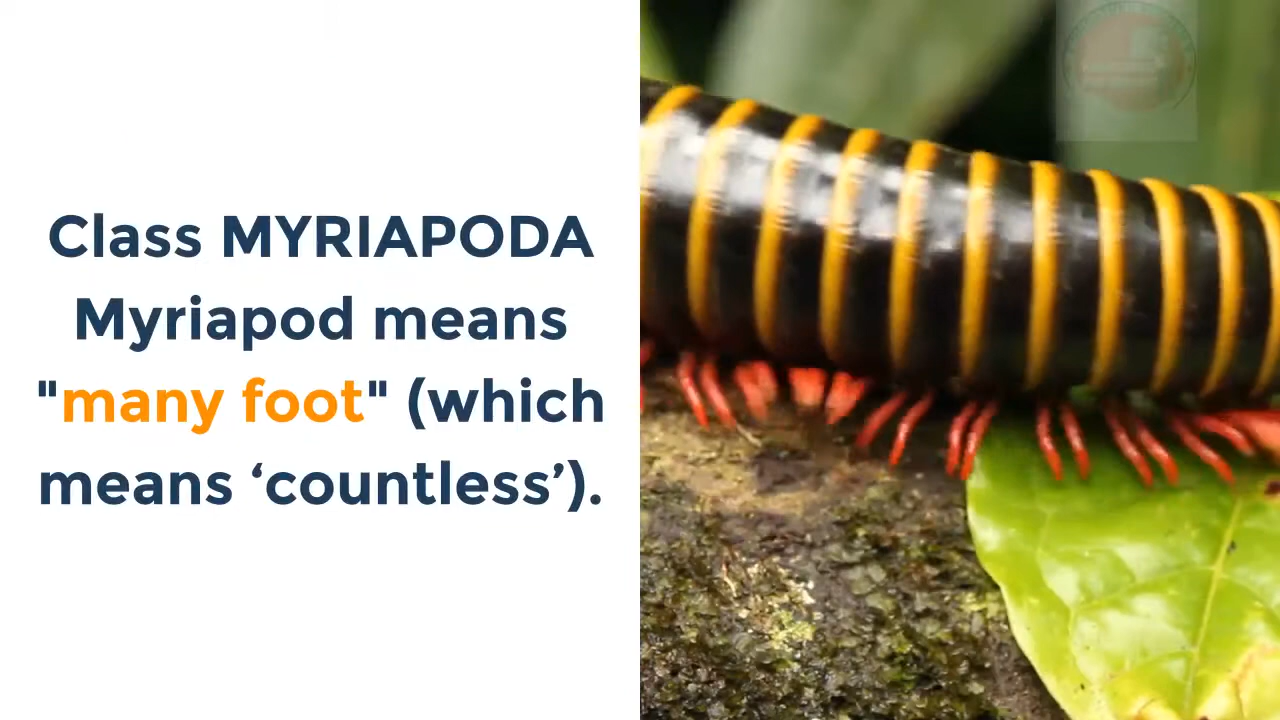 Class MYRIAPODA
Myriapod means
"many foot" (which
means ‘countless’).